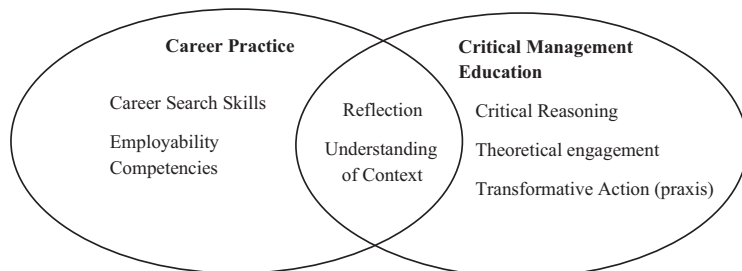 Career Practice
Career Search Skills
Employability
Competencies
Reflection
Understanding
of Context
Critical Management
Education
Critical Reasoning
Theoretical engagement
Transformative Action (praxis)